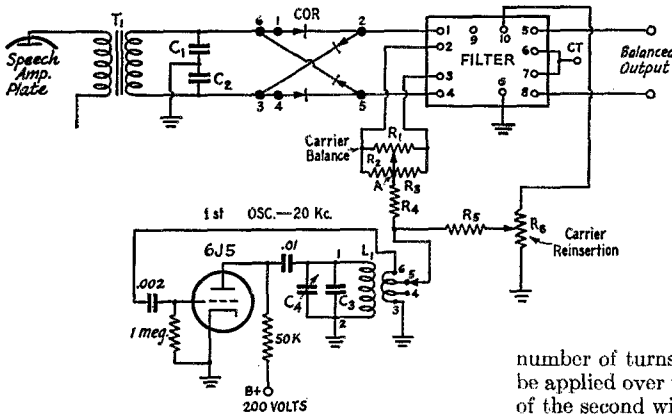 Speech
Amp.
Plate
T1
C1
C2
6 1 COR 2
3 4 5
1
2
3
4
9 10
FILTER
G
5
6
7
8
CT
Balanced
Output
Carrier
Balance
R1
R2
A R3
R4
R5
R6
Carrier
Reinsertion
1st OSC.—20 Kc.
6J5
.002
1 meg.
.01
50K
B+
200 VOLTS
1
L1
C4 C3
2
6
5
4
3
number of turns
be applied over
of the second wi